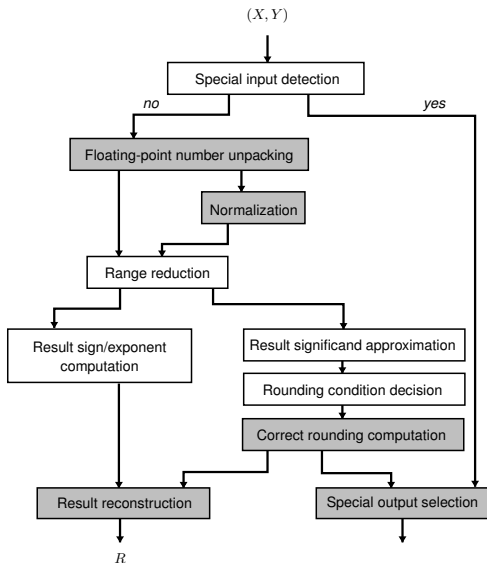 (X, Y)
Special input detection
no
yes
Floating-point number unpacking
Normalization
Range reduction
Result sign/exponent
computation
Result significand approximation
Rounding condition decision
Correct rounding computation
Result reconstruction
Special output selection
R